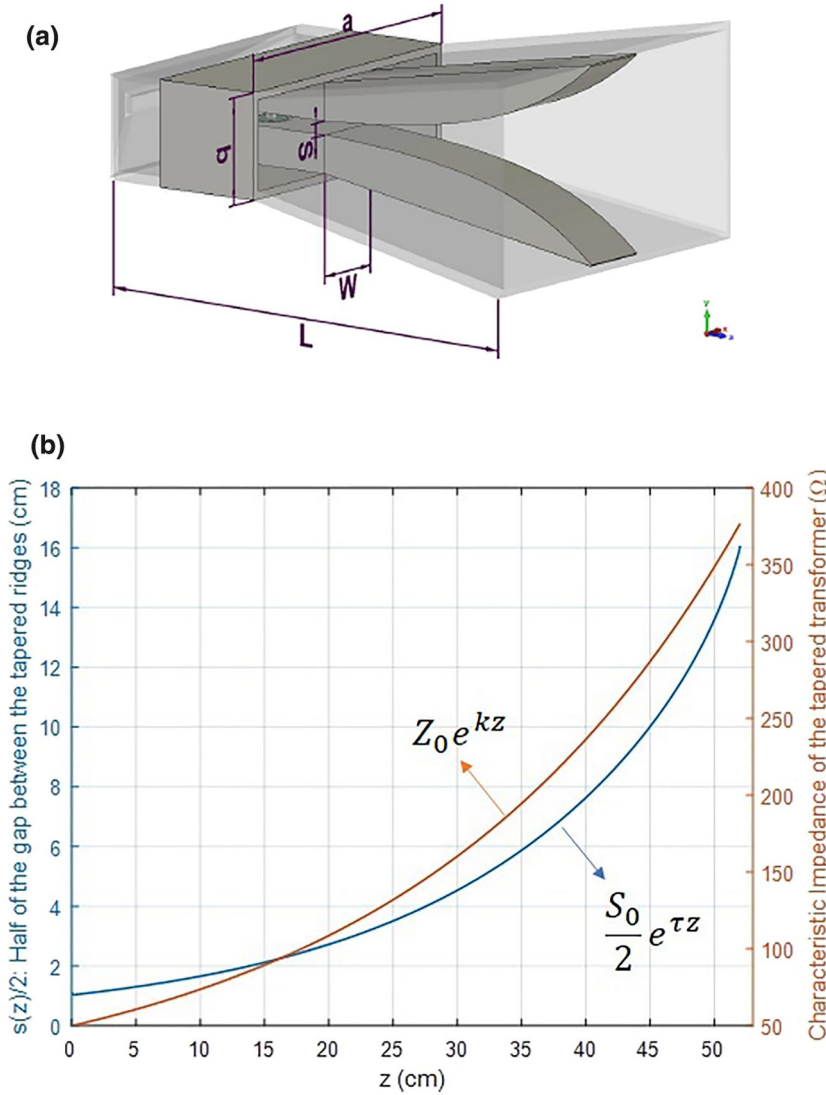 (a)
a
b
S
W
L
y
x
z
(b)
s(z)/2: Half of the gap between the tapered ridges (cm)
18
16
14
12
10
8
6
4
2
0
Z₀e^{kz}
S₀/2 e^{τz}
400
350
300
250
200
150
100
50
Characteristic Impedance of the tapered transformer (Ω)
0 5 10 15 20 25 30 35 40 45 50
z (cm)